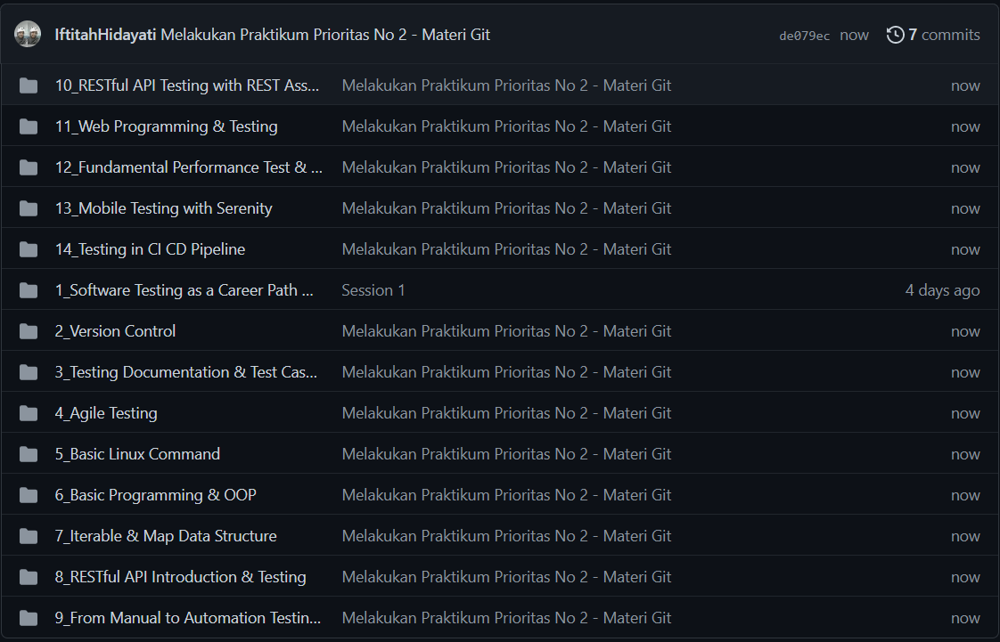 IftitahHidayati Melakukan Praktikum Prioritas No 2 - Materi Git de079ec now 7 commits
10_RESTful API Testing with REST Ass... Melakukan Praktikum Prioritas No 2 - Materi Git now
11_Web Programming & Testing Melakukan Praktikum Prioritas No 2 - Materi Git now
12_Fundamental Performance Test & ... Melakukan Praktikum Prioritas No 2 - Materi Git now
13_Mobile Testing with Serenity Melakukan Praktikum Prioritas No 2 - Materi Git now
14_Testing in CI CD Pipeline Melakukan Praktikum Prioritas No 2 - Materi Git now
1_Software Testing as a Career Path ... Session 1 4 days ago
2_Version Control Melakukan Praktikum Prioritas No 2 - Materi Git now
3_Testing Documentation & Test Cas... Melakukan Praktikum Prioritas No 2 - Materi Git now
4_Agile Testing Melakukan Praktikum Prioritas No 2 - Materi Git now
5_Basic Linux Command Melakukan Praktikum Prioritas No 2 - Materi Git now
6_Basic Programming & OOP Melakukan Praktikum Prioritas No 2 - Materi Git now
7_Iterable & Map Data Structure Melakukan Praktikum Prioritas No 2 - Materi Git now
8_RESTful API Introduction & Testing Melakukan Praktikum Prioritas No 2 - Materi Git now
9_From Manual to Automation Testin... Melakukan Praktikum Prioritas No 2 - Materi Git now